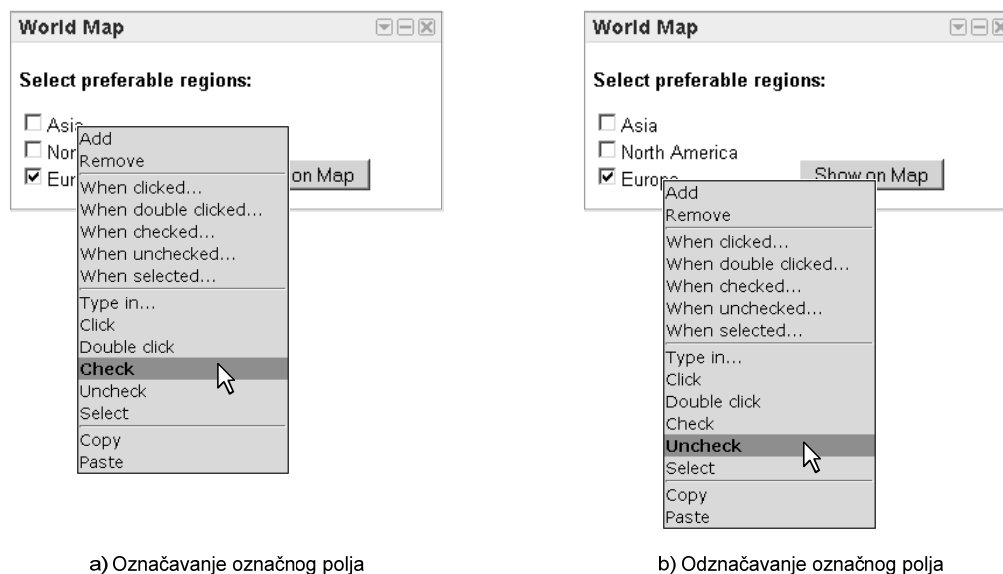 World Map
Select preferable regions:
Asia
Nor
Eur
on Map
Add
Remove
When clicked...
When double clicked...
When checked...
When unchecked...
When selected...
Type in...
Click
Double click
Check
Uncheck
Select
Copy
Paste
a) Označavanje označnog polja
World Map
Select preferable regions:
Asia
North America
Europe
Show on Map
Add
Remove
When clicked...
When double clicked...
When checked...
When unchecked...
When selected...
Type in...
Click
Double click
Check
Uncheck
Select
Copy
Paste
b) Odznačavanje označnog polja